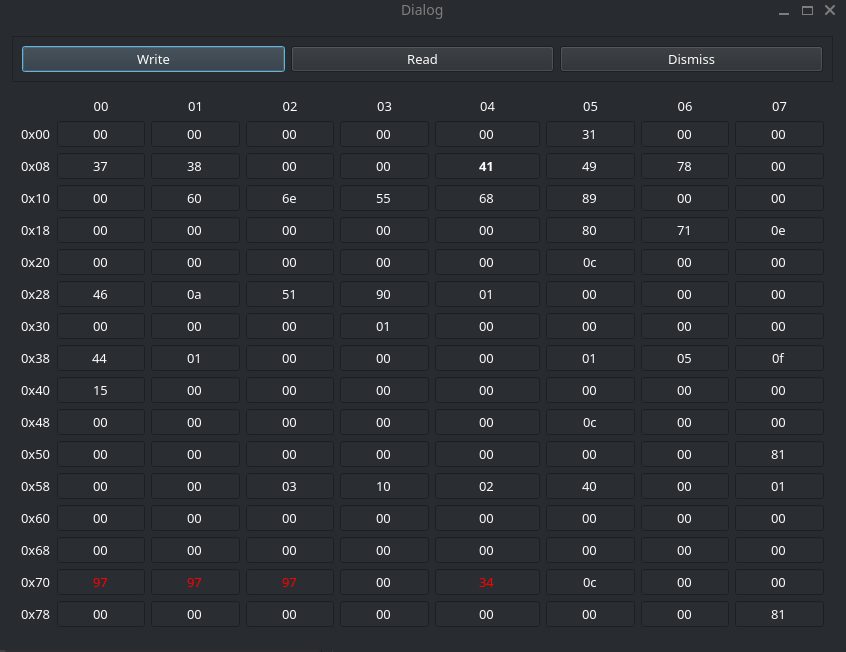 Dialog
Write Read Dismiss
00 01 02 03 04 05 06 07
0x00 00 00 00 00 00 31 00 00
0x08 37 38 00 00 41 49 78 00
0x10 00 60 6e 55 68 89 00 00
0x18 00 00 00 00 00 80 71 0e
0x20 00 00 00 00 00 0c 00 00
0x28 46 0a 51 90 01 00 00 00
0x30 00 00 00 01 00 00 00 00
0x38 44 01 00 00 00 01 05 0f
0x40 15 00 00 00 00 00 00 00
0x48 00 00 00 00 00 0c 00 00
0x50 00 00 00 00 00 00 00 81
0x58 00 00 03 10 02 40 00 01
0x60 00 00 00 00 00 00 00 00
0x68 00 00 00 00 00 00 00 00
0x70 97 97 97 00 34 0c 00 00
0x78 00 00 00 00 00 00 00 81